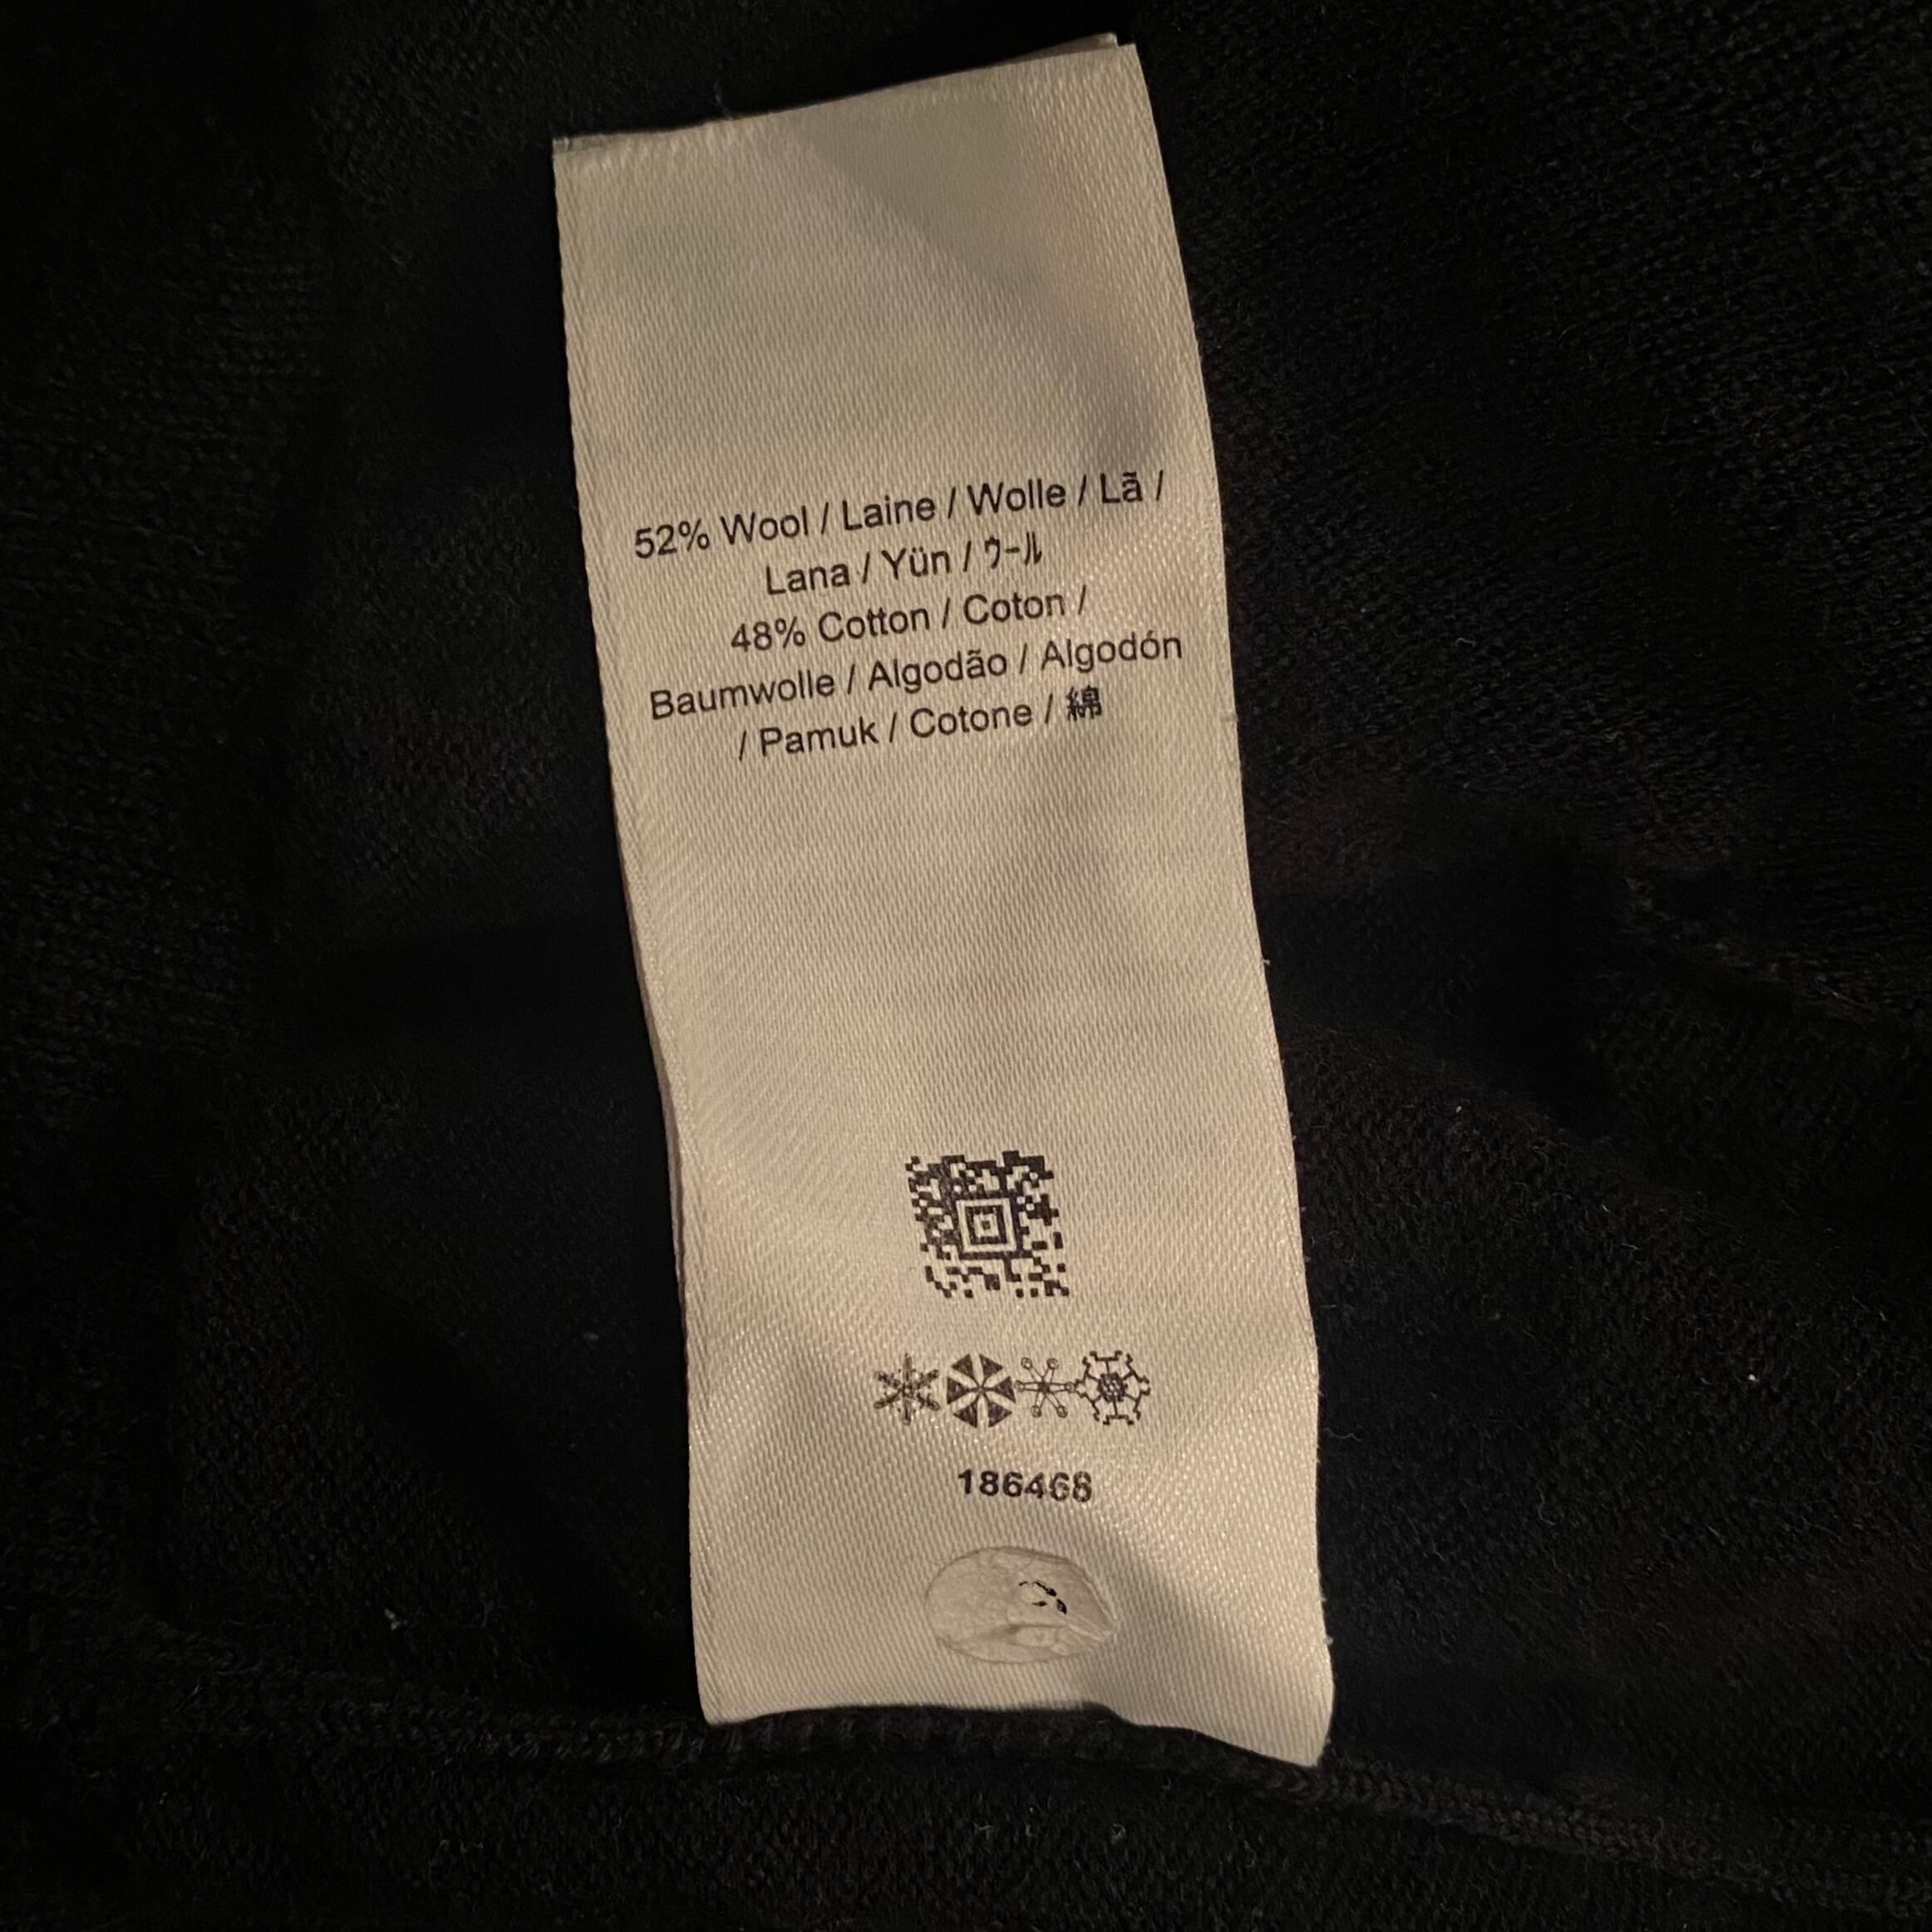 52% Wool / Laine / Wolle / Lã /
Lana / Yün / ウール
48% Cotton / Coton /
Baumwolle / Algodão / Algodón
/ Pamuk / Cotone / 綿
186468